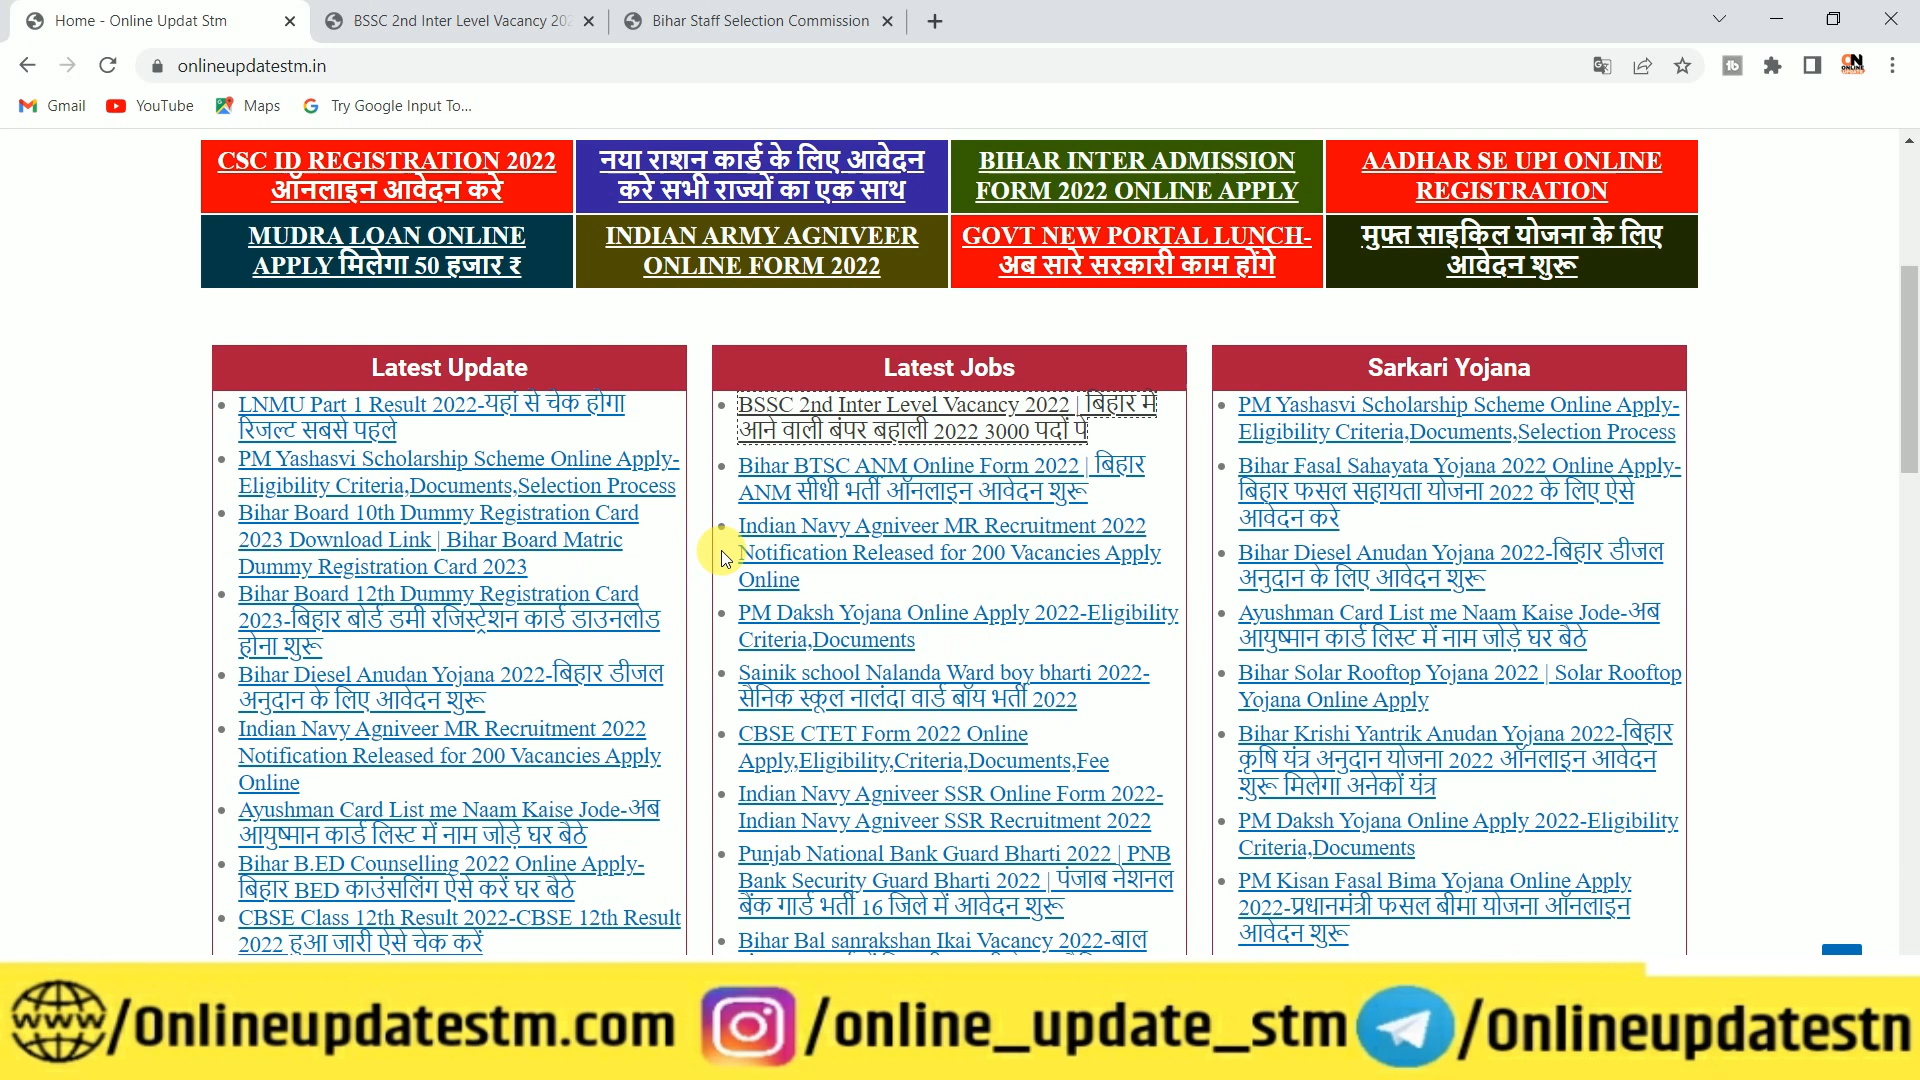 Home - Online Updat Stm
BSSC 2nd Inter Level Vacancy 202
Bihar Staff Selection Commission
onlineupdatestm.in
Gmail
YouTube
Maps
Try Google Input To...
CSC ID REGISTRATION 2022
ऑनलाइन आवेदन करे
नया राशन कार्ड के लिए आवेदन
करे सभी राज्यों का एक साथ
BIHAR INTER ADMISSION
FORM 2022 ONLINE APPLY
AADHAR SE UPI ONLINE
REGISTRATION
MUDRA LOAN ONLINE
APPLY मिलेगा 50 हजार ₹
INDIAN ARMY AGNIVEER
ONLINE FORM 2022
GOVT NEW PORTAL LUNCH-
अब सारे सरकारी काम होंगे
मुफ्त साइकिल योजना के लिए
आवेदन शुरू
Latest Update
LNMU Part 1 Result 2022-यहां से चेक होगा
रिजल्ट सबसे पहले
PM Yashasvi Scholarship Scheme Online Apply-
Eligibility Criteria,Documents,Selection Process
Bihar Board 10th Dummy Registration Card
2023 Download Link | Bihar Board Matric
Dummy Registration Card 2023
Bihar Board 12th Dummy Registration Card
2023-बिहार बोर्ड डमी रजिस्ट्रेशन कार्ड डाउनलोड
होना शुरू
Bihar Diesel Anudan Yojana 2022-बिहार डीजल
अनुदान के लिए आवेदन शुरू
Indian Navy Agniveer MR Recruitment 2022
Notification Released for 200 Vacancies Apply
Online
Ayushman Card List me Naam Kaise Jode-अब
आयुष्मान कार्ड लिस्ट में नाम जोड़े घर बैठे
Bihar B.ED Counselling 2022 Online Apply-
बिहार BED काउंसलिंग ऐसे करें घर बैठे
CBSE Class 12th Result 2022-CBSE 12th Result
2022 हुआ जारी ऐसे चेक करें
Latest Jobs
BSSC 2nd Inter Level Vacancy 2022 | बिहार में
आने वाली बंपर बहाली 2022 3000 पदों पे
Bihar BTSC ANM Online Form 2022 | बिहार
ANM सीधी भर्ती ऑनलाइन आवेदन शुरू
Indian Navy Agniveer MR Recruitment 2022
Notification Released for 200 Vacancies Apply
Online
PM Daksh Yojana Online Apply 2022-Eligibility
Criteria,Documents
Sainik school Nalanda Ward boy bharti 2022-
सैनिक स्कूल नालंदा वार्ड बॉय भर्ती 2022
CBSE CTET Form 2022 Online
Apply,Eligibility,Criteria,Documents,Fee
Indian Navy Agniveer SSR Online Form 2022-
Indian Navy Agniveer SSR Recruitment 2022
Punjab National Bank Guard Bharti 2022 | PNB
Bank Security Guard Bharti 2022 | पंजाब नेशनल
बैंक गार्ड भर्ती 16 जिले में आवेदन शुरू
Bihar Bal sanrakshan Ikai Vacancy 2022-बाल
Sarkari Yojana
PM Yashasvi Scholarship Scheme Online Apply-
Eligibility Criteria,Documents,Selection Process
Bihar Fasal Sahayata Yojana 2022 Online Apply-
बिहार फसल सहायता योजना 2022 के लिए ऐसे
आवेदन करे
Bihar Diesel Anudan Yojana 2022-बिहार डीजल
अनुदान के लिए आवेदन शुरू
Ayushman Card List me Naam Kaise Jode-अब
आयुष्मान कार्ड लिस्ट में नाम जोड़े घर बैठे
Bihar Solar Rooftop Yojana 2022 | Solar Rooftop
Yojana Online Apply
Bihar Krishi Yantrik Anudan Yojana 2022-बिहार
कृषि यंत्र अनुदान योजना 2022 ऑनलाइन आवेदन
शुरू मिलेगा अनेकों यंत्र
PM Daksh Yojana Online Apply 2022-Eligibility
Criteria,Documents
PM Kisan Fasal Bima Yojana Online Apply
2022-प्रधानमंत्री फसल बीमा योजना ऑनलाइन
आवेदन शुरू
www/Onlineupdatestm.com
/online_update_stm
/Onlineupdatestn